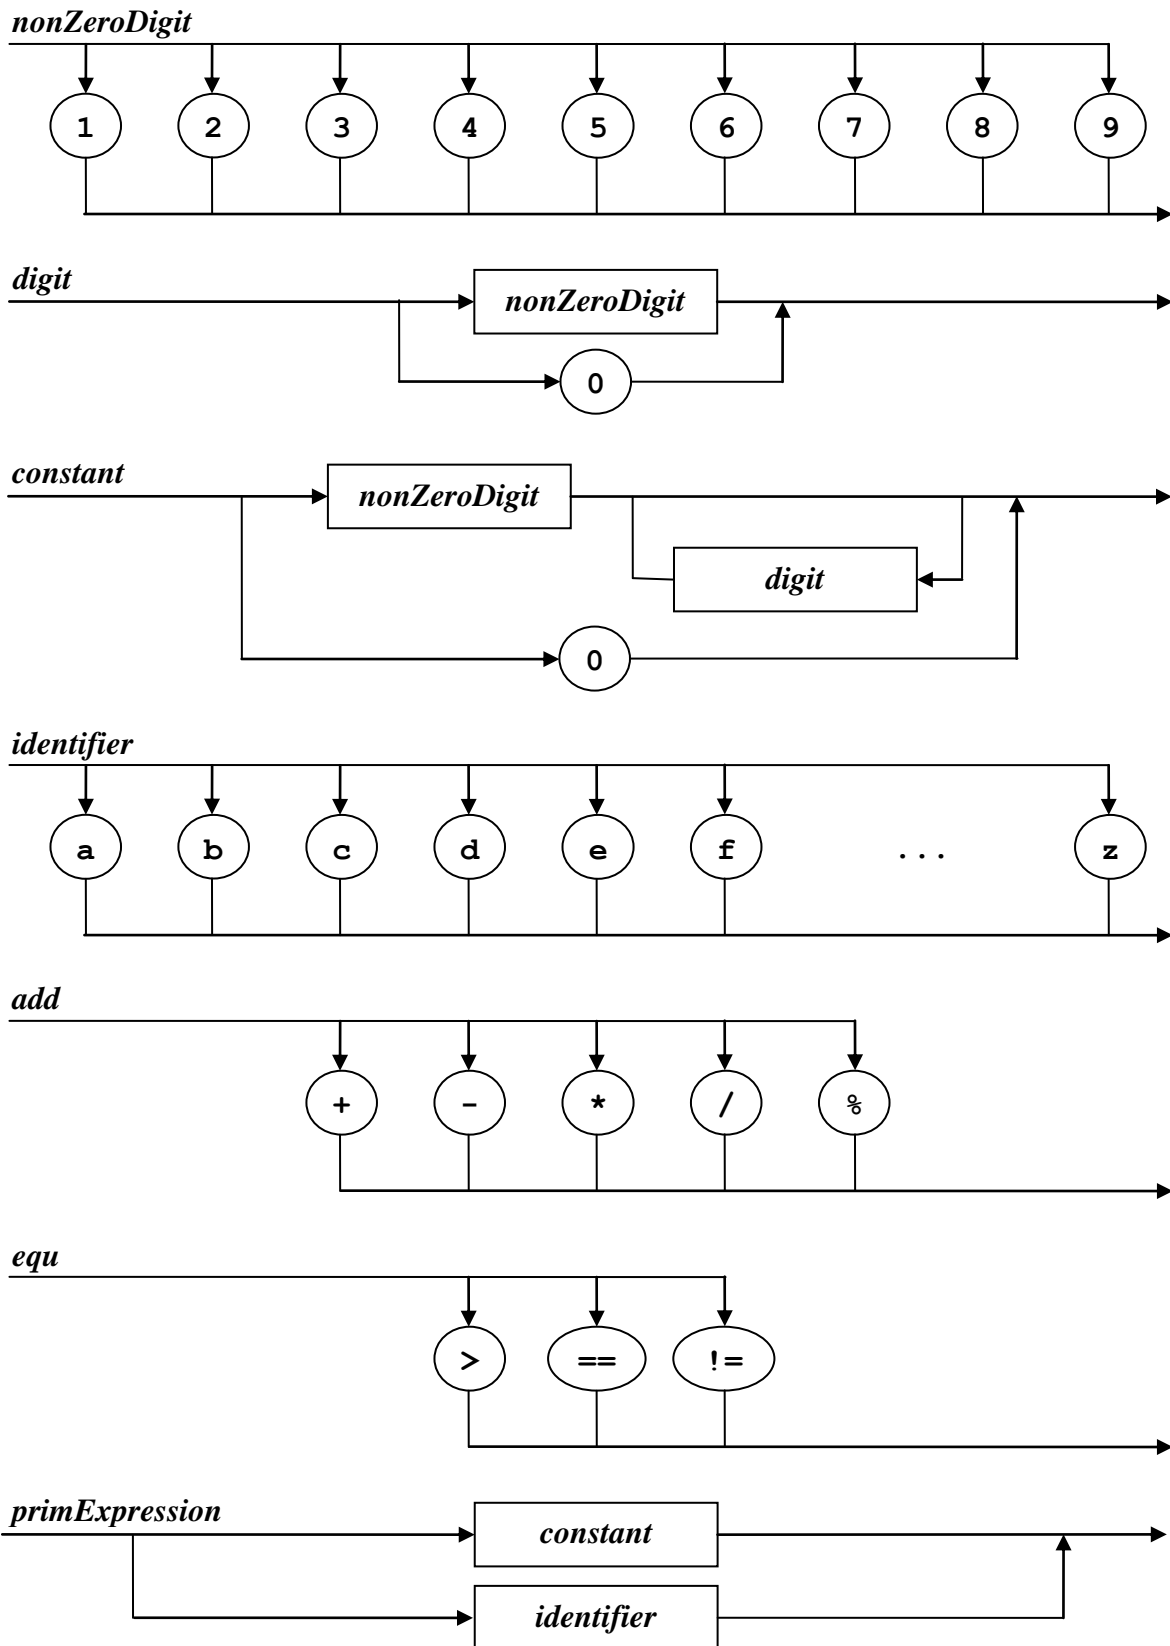 nonZeroDigit
1 2 3 4 5 6 7 8 9
digit
nonZeroDigit
0
constant
nonZeroDigit
digit
0
identifier
a b c d e f ... z
add
+ - * / %
equ
> == !=
primExpression
constant
identifier